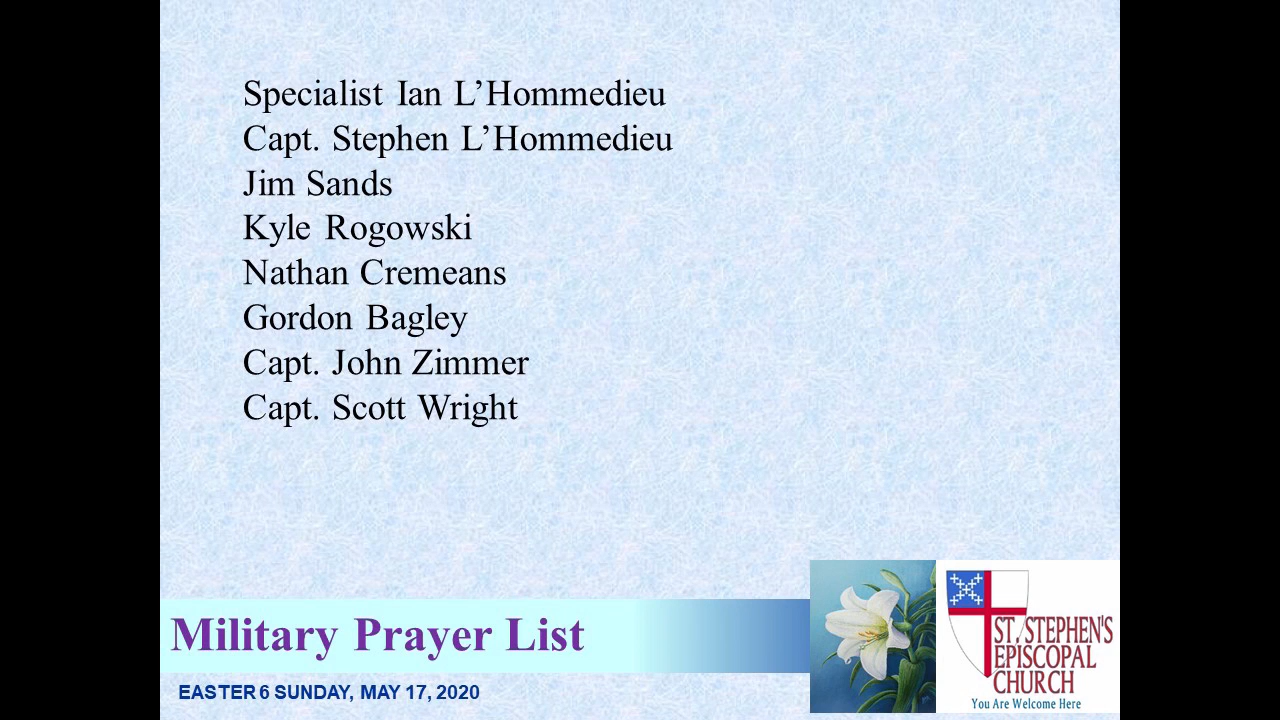 Specialist Ian L’Hommedieu
Capt. Stephen L’Hommedieu
Jim Sands
Kyle Rogowski
Nathan Cremeans
Gordon Bagley
Capt. John Zimmer
Capt. Scott Wright
Military Prayer List
EASTER 6 SUNDAY, MAY 17, 2020
ST. STEPHEN'S
EPISCOPAL
CHURCH
You Are Welcome Here